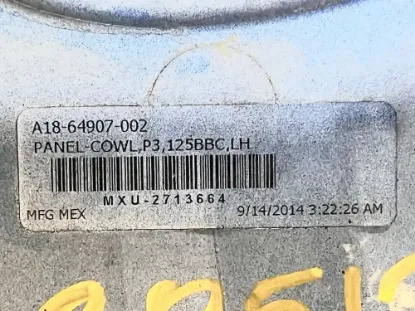 A18-64907-002
PANEL-COWL,P3,125BBC,LH
MXU-2713664
MFG MEX 9/14/2014 3:22:26 AM